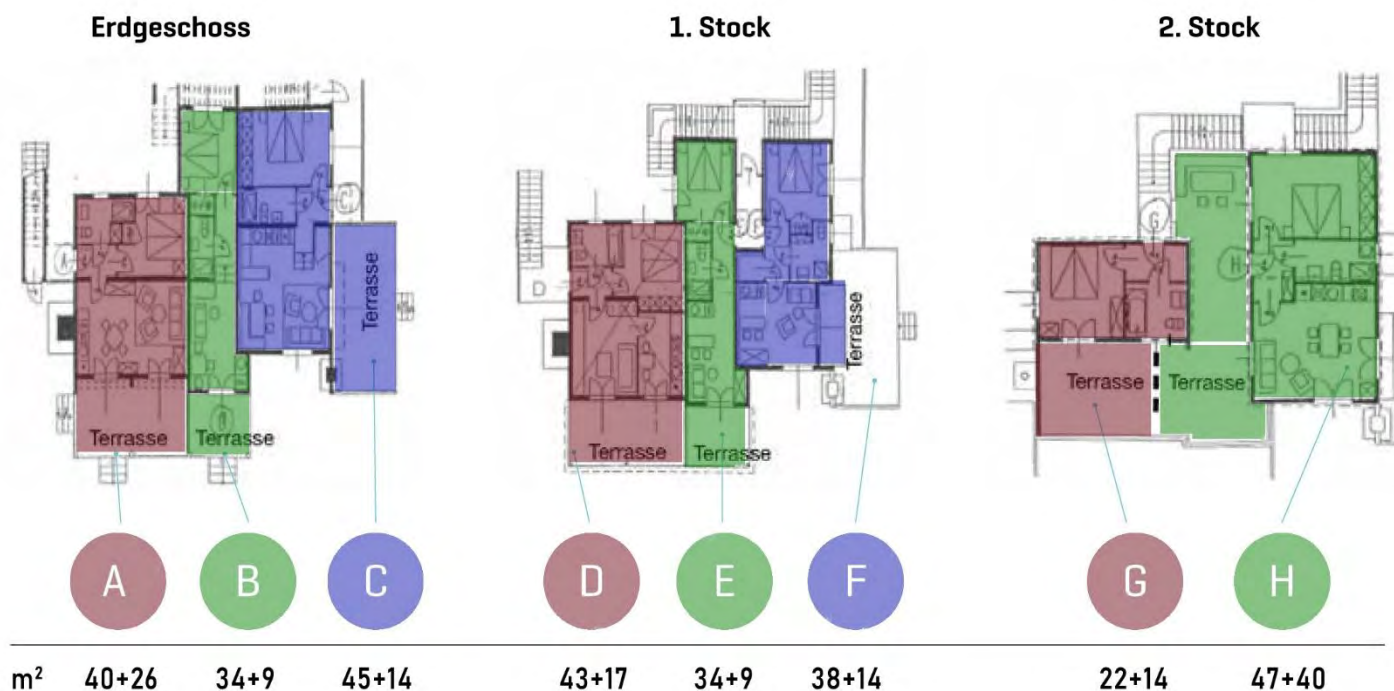 Erdgeschoss 1. Stock 2. Stock
A C
Terrasse
Terrasse Terrasse
D
Terrasse
Terrasse Terrasse
G
H
Terrasse Terrasse
A B C D E F G H
m² 40+26 34+9 45+14 43+17 34+9 38+14 22+14 47+40